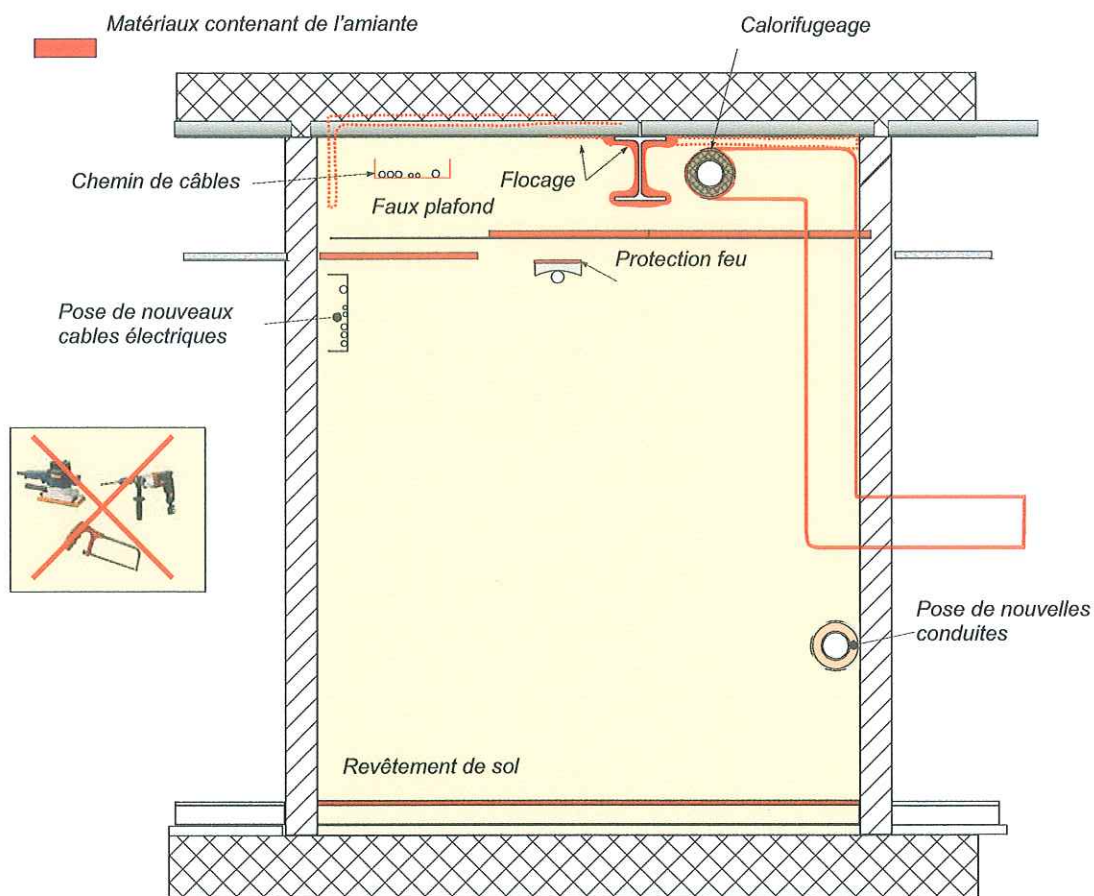 Matériaux contenant de l'amiante
Calorifugeage
Chemin de câbles
Flocage
Faux plafond
Protection feu
Pose de nouveaux
cables électriques
Pose de nouvelles
conduites
Revêtement de sol